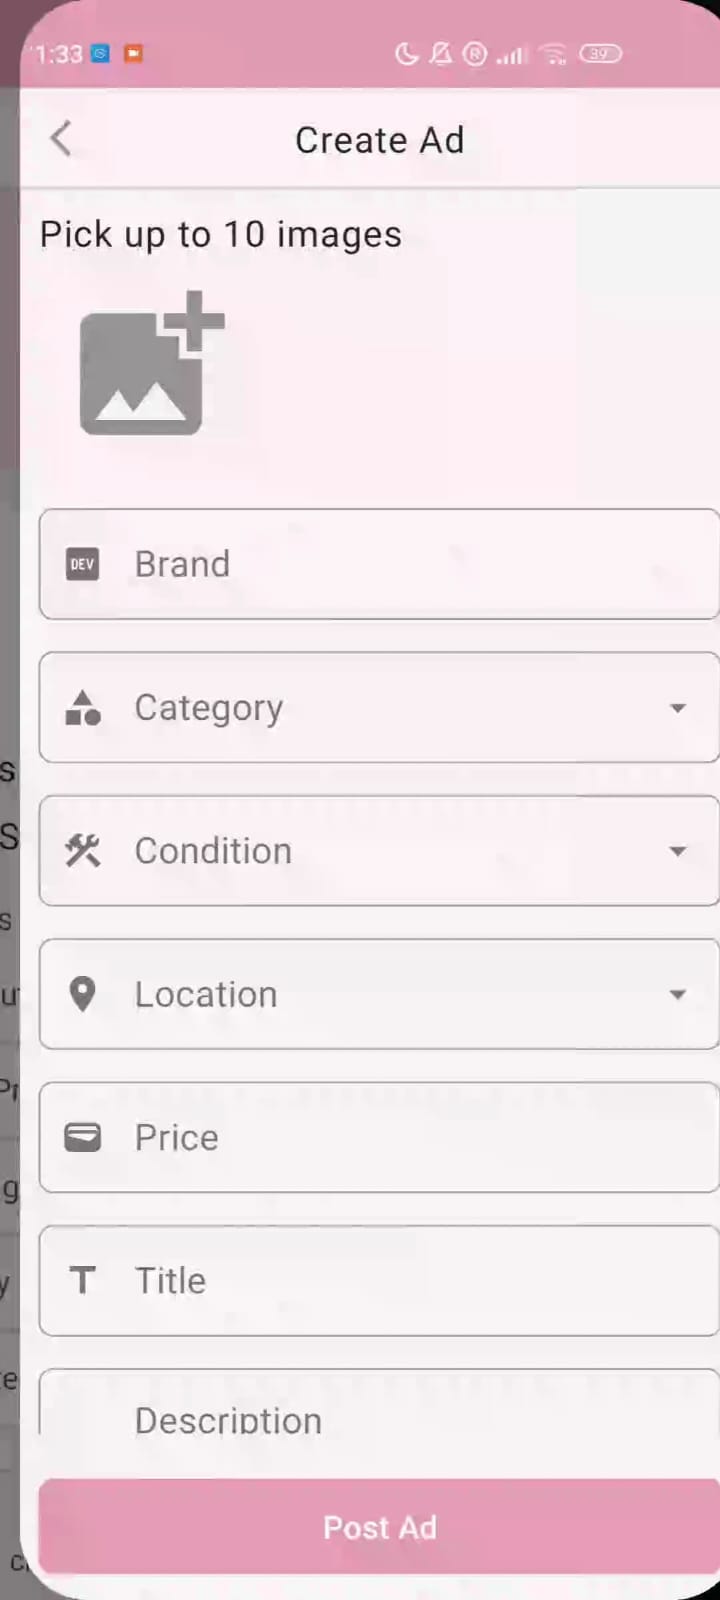 1:33
39
Create Ad
Pick up to 10 images
DEV Brand
Category
Condition
Location
Price
T Title
Description
Post Ad